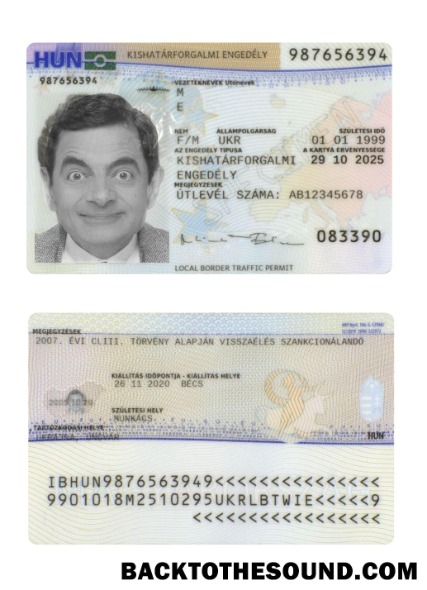 HUN
KISHATÁRFORGALMI ENGEDÉLY
987656394
987656394
VEZETÉKNEVEK Utónevek
M
E
NEM ÁLLAMPOLGÁRSÁG SZÜLETÉSI IDŐ
F/M UKR 01 01 1999
AZ ENGEDÉLY TÍPUSA A KÁRTYA ÉRVÉNYESSÉGE
KISHATÁRFORGALMI 29 10 2025
ENGEDÉLY
MEGJEGYZÉSEK
ÚTLEVÉL SZÁMA: AB12345678
083390
LOCAL BORDER TRAFFIC PERMIT
MEGJEGYZÉSEK
2007. ÉVI CLIII. TÖRVÉNY ALAPJÁN VISSZAÉLÉS SZANKCIONÁLANDÓ
KIÁLLÍTÁS IDŐPONTJA - KIÁLLÍTÁS HELYE
26 11 2020 BÉCS
SZÜLETÉSI HELY
MUNKÁCS
TARTÓZKODÁSI HELYE
HUN
IBHUN9876563949<<<<<<<<<<<<<<<
9901018M2510295UKRLBTWIE<<<<<9
<<<<<<<<<<<<<<<<
BACKTOTHESOUND.COM